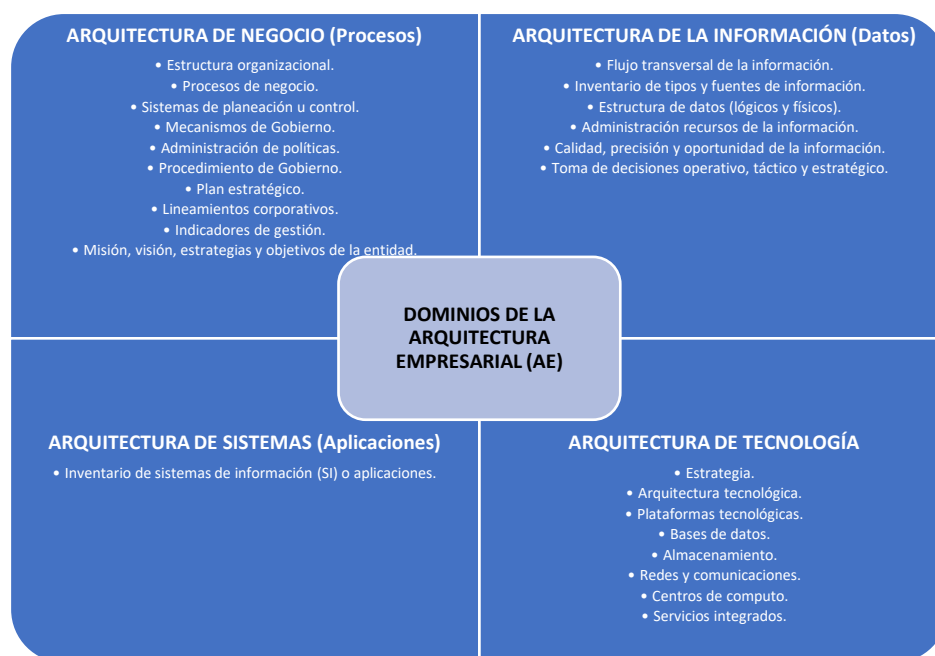 ARQUITECTURA DE NEGOCIO (Procesos)
• Estructura organizacional.
• Procesos de negocio.
• Sistemas de planeación u control.
• Mecanismos de Gobierno.
• Administración de políticas.
• Procedimiento de Gobierno.
• Plan estratégico.
• Lineamientos corporativos.
• Indicadores de gestión.
• Misión, visión, estrategias y objetivos de la entidad.
ARQUITECTURA DE LA INFORMACIÓN (Datos)
• Flujo transversal de la información.
• Inventario de tipos y fuentes de información.
• Estructura de datos (lógicos y físicos).
• Administración recursos de la información.
• Calidad, precisión y oportunidad de la información.
• Toma de decisiones operativo, táctico y estratégico.
DOMINIOS DE LA
ARQUITECTURA
EMPRESARIAL (AE)
ARQUITECTURA DE SISTEMAS (Aplicaciones)
• Inventario de sistemas de información (SI) o aplicaciones.
ARQUITECTURA DE TECNOLOGÍA
• Estrategia.
• Arquitectura tecnológica.
• Plataformas tecnológicas.
• Bases de datos.
• Almacenamiento.
• Redes y comunicaciones.
• Centros de computo.
• Servicios integrados.